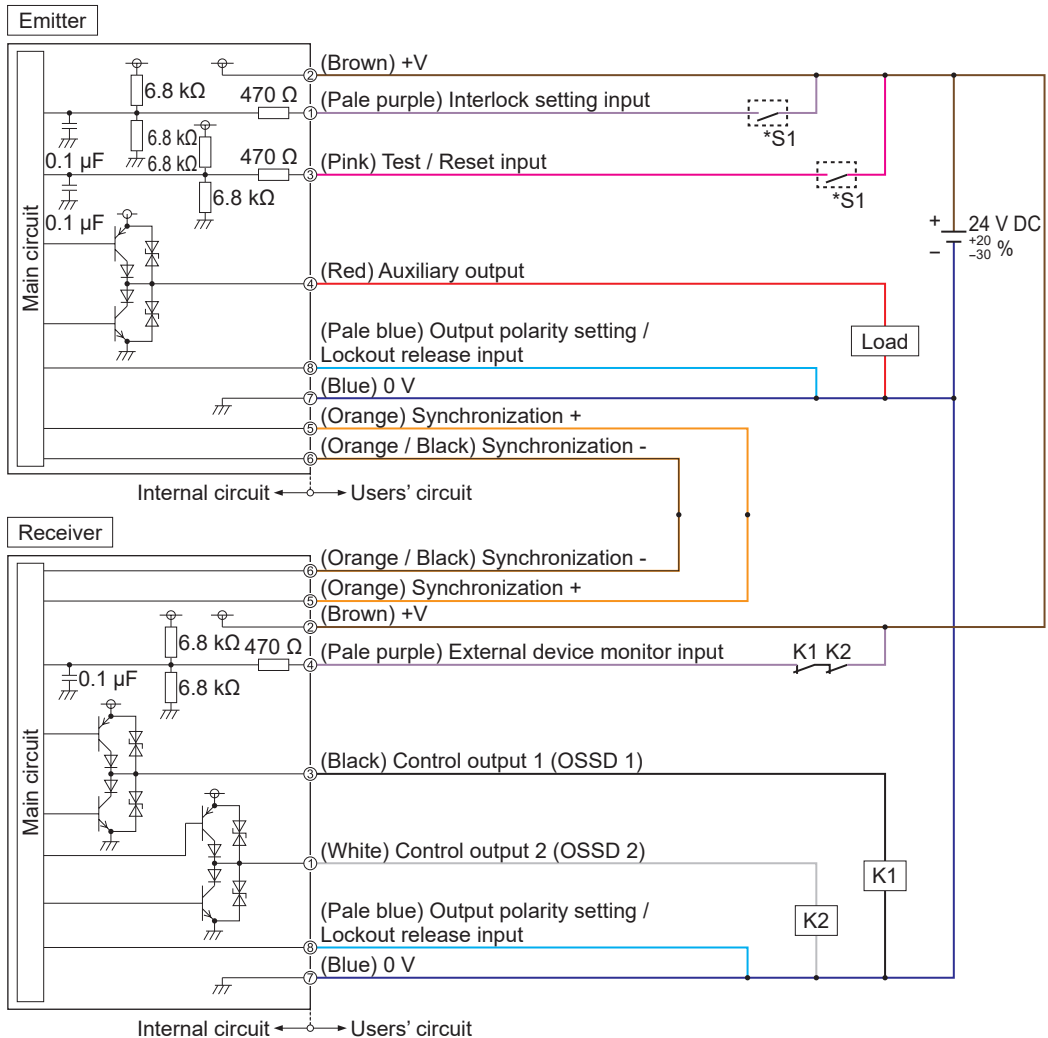 Emitter
(Brown) +V
②
6.8 kΩ
470 Ω
(Pale purple) Interlock setting input
①
*S1
6.8 kΩ
6.8 kΩ
0.1 µF
470 Ω
(Pink) Test / Reset input
③
*S1
6.8 kΩ
0.1 µF
+
24 V DC
+20
−30 %
−
Main circuit
(Red) Auxiliary output
④
Load
(Pale blue) Output polarity setting /
Lockout release input
⑧
(Blue) 0 V
⑦
(Orange) Synchronization +
⑤
(Orange / Black) Synchronization -
⑥
Internal circuit
Users' circuit
Receiver
(Orange / Black) Synchronization -
⑥
(Orange) Synchronization +
⑤
(Brown) +V
②
6.8 kΩ
470 Ω
(Pale purple) External device monitor input
④
K1 K2
0.1 µF
6.8 kΩ
Main circuit
(Black) Control output 1 (OSSD 1)
③
(White) Control output 2 (OSSD 2)
①
K1
K2
(Pale blue) Output polarity setting /
Lockout release input
⑧
(Blue) 0 V
⑦
Internal circuit
Users' circuit